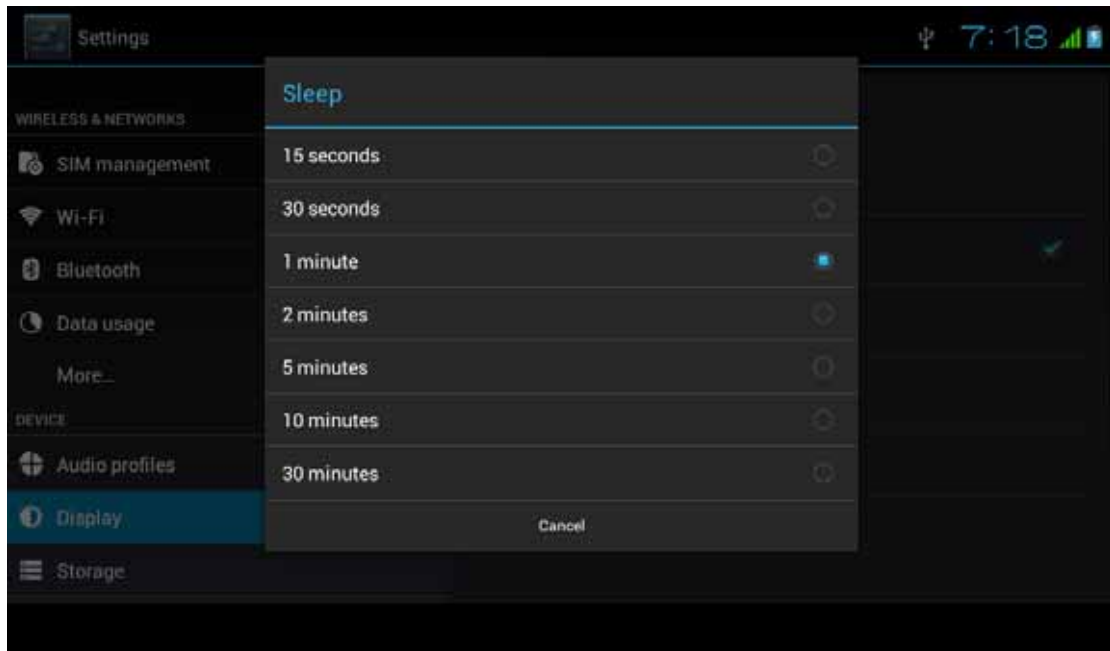 Settings
7:18
WIRELESS & NETWORKS
SIM management
Wi-Fi
Bluetooth
Data usage
More...
DEVICE
Audio profiles
Display
Storage
Sleep
15 seconds
30 seconds
1 minute
2 minutes
5 minutes
10 minutes
30 minutes
Cancel